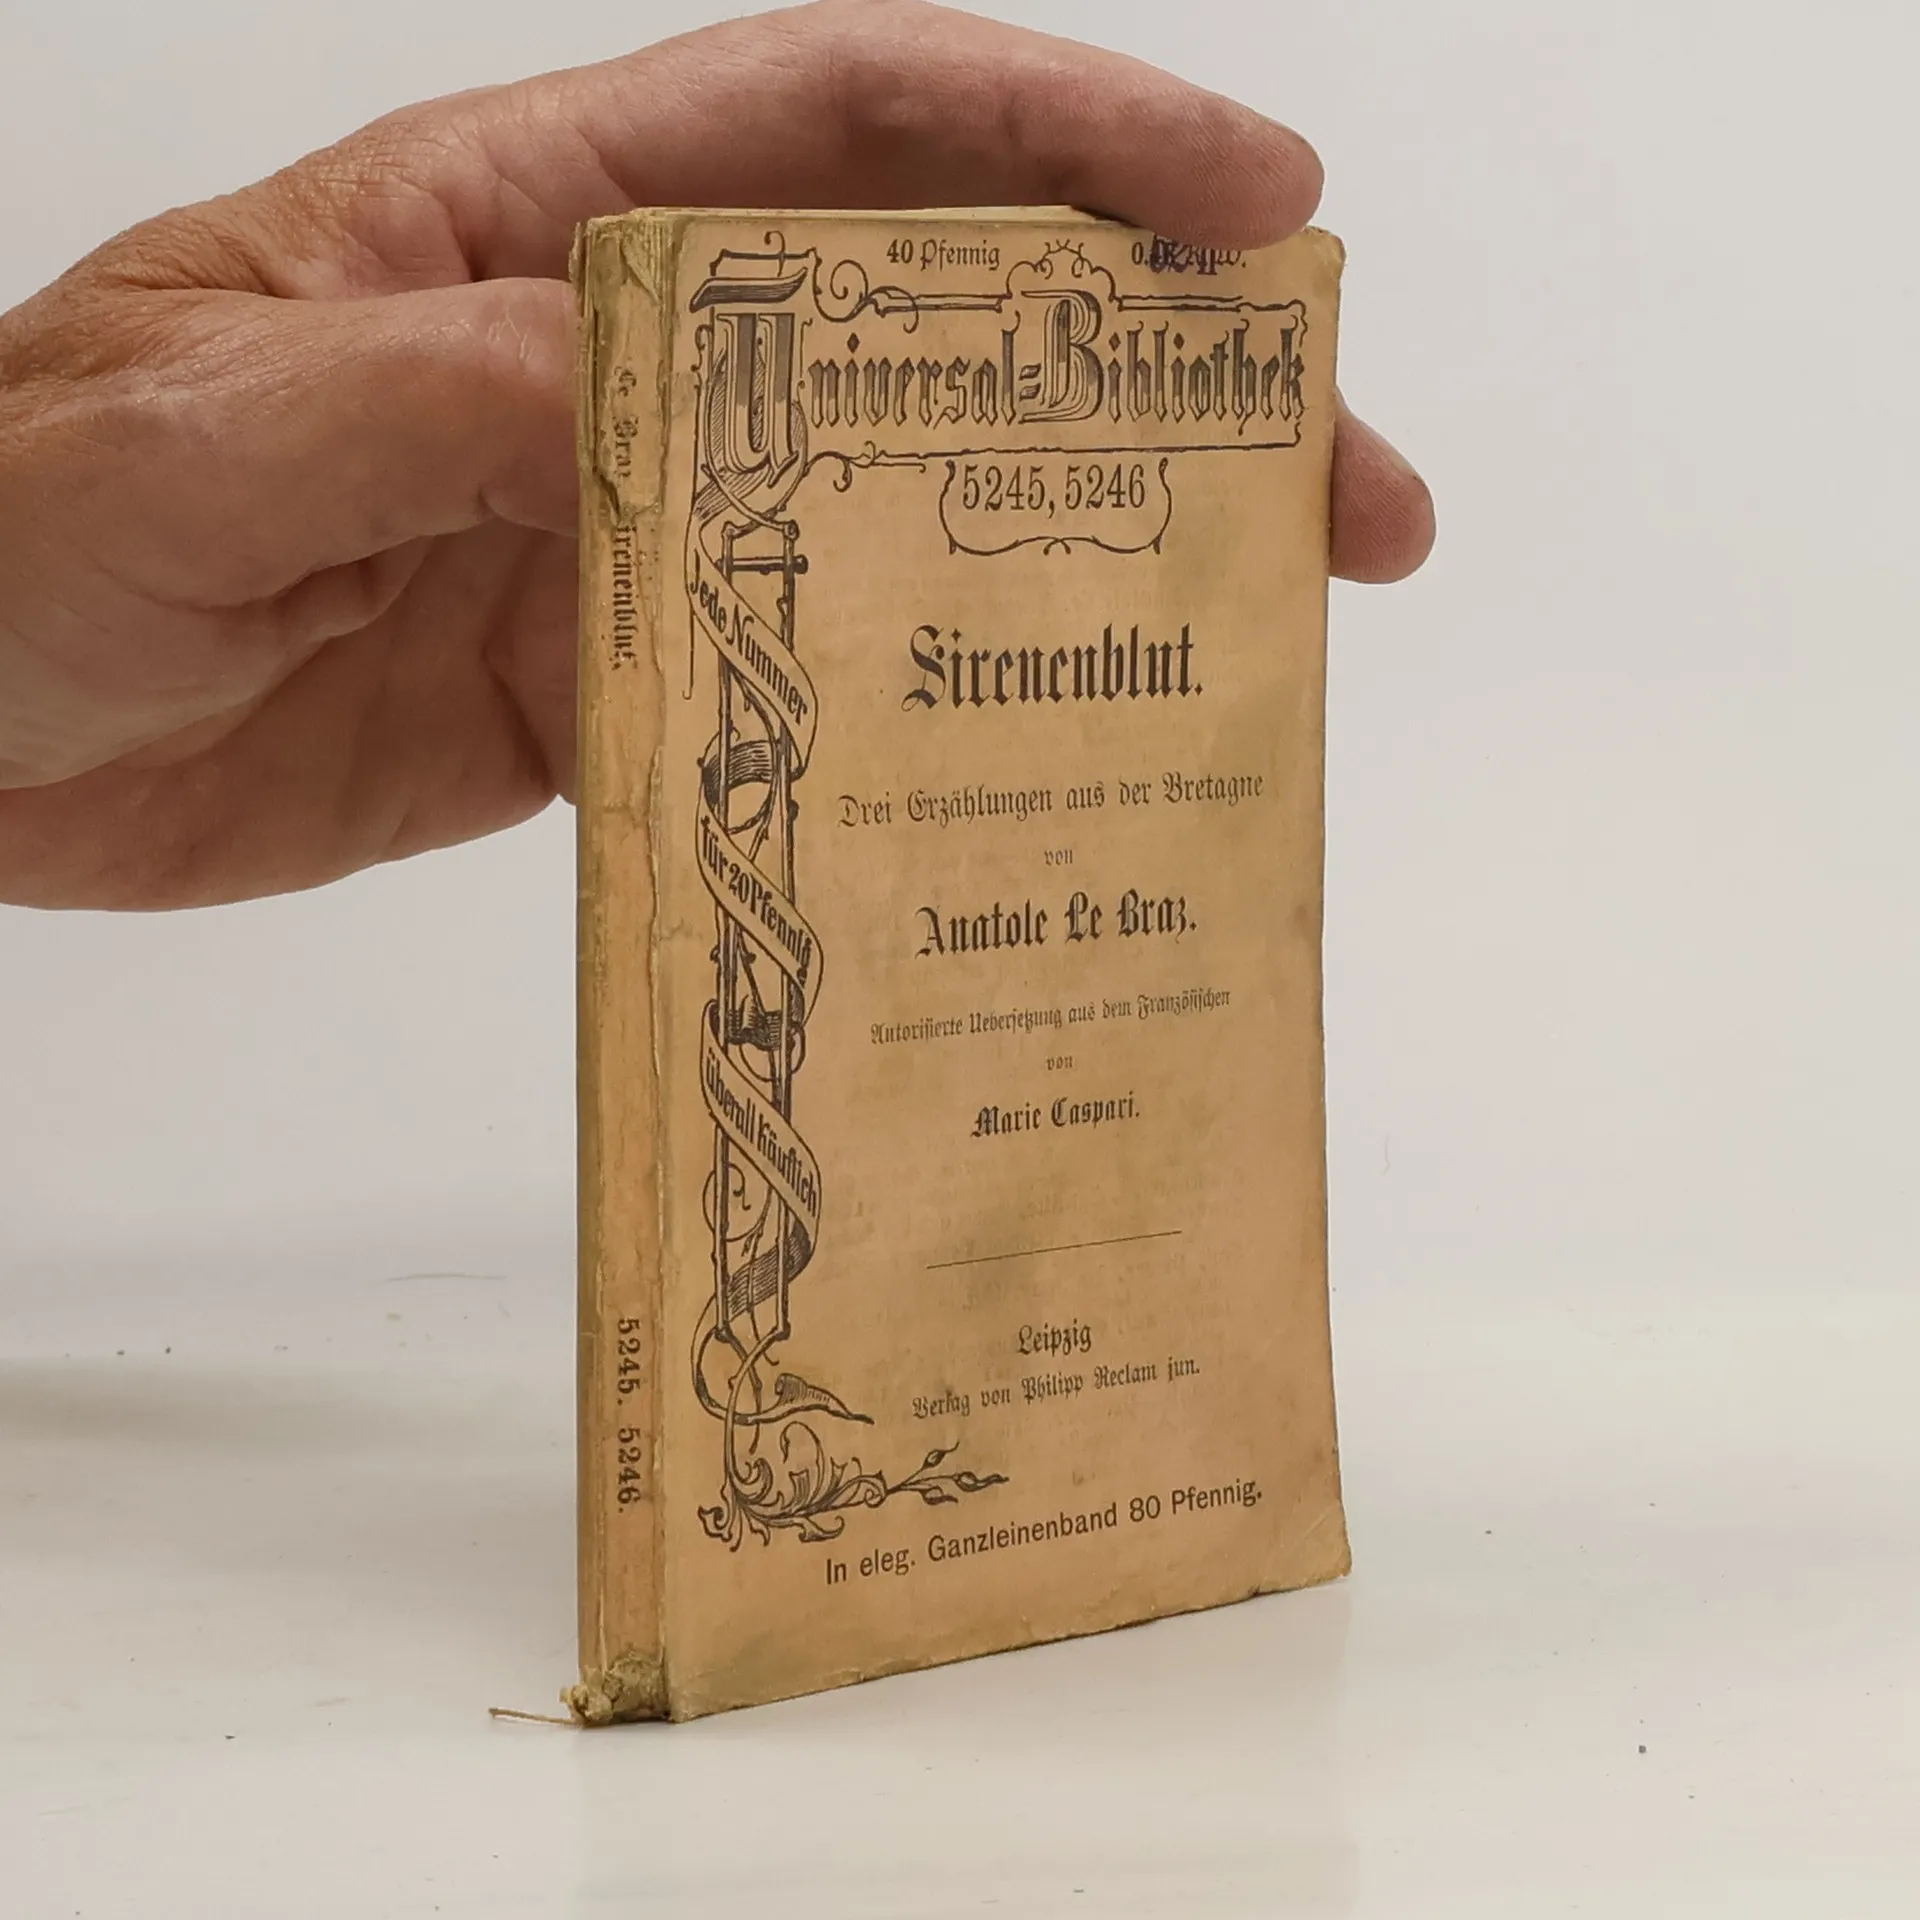 40 Pfennig
Universal-Bibliothek
5245, 5246
Jede Nummer
für 20 Pfennig
überall käuflich
Sirenenblut.
Drei Erzählungen aus der Bretagne
von
Anatole Le Braz.
Autorisierte Uebersetzung aus dem Französischen
von
Marie Caspari.
Leipzig
Verlag von Philipp Reclam jun.
In eleg. Ganzleinenband 80 Pfennig.
Le Braz
5245. 5246.